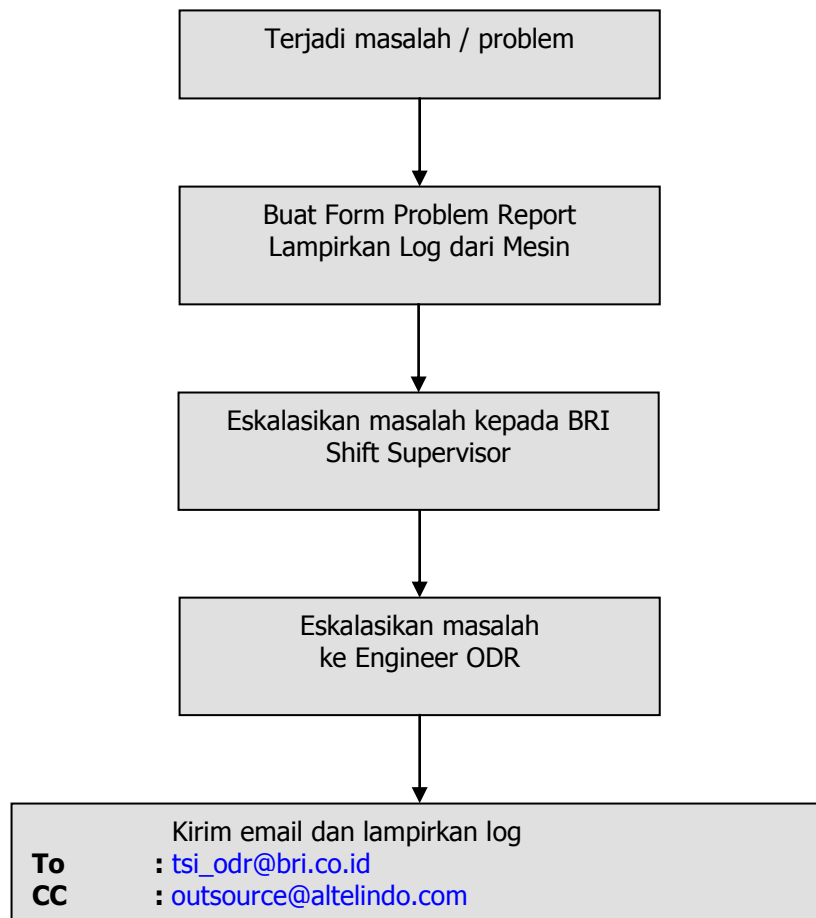 Terjadi masalah / problem
Buat Form Problem Report
Lampirkan Log dari Mesin
Eskalasikan masalah kepada BRI
Shift Supervisor
Eskalasikan masalah
ke Engineer ODR
Kirim email dan lampirkan log
To : tsi_odr@bri.co.id
CC : outsource@altelindo.com